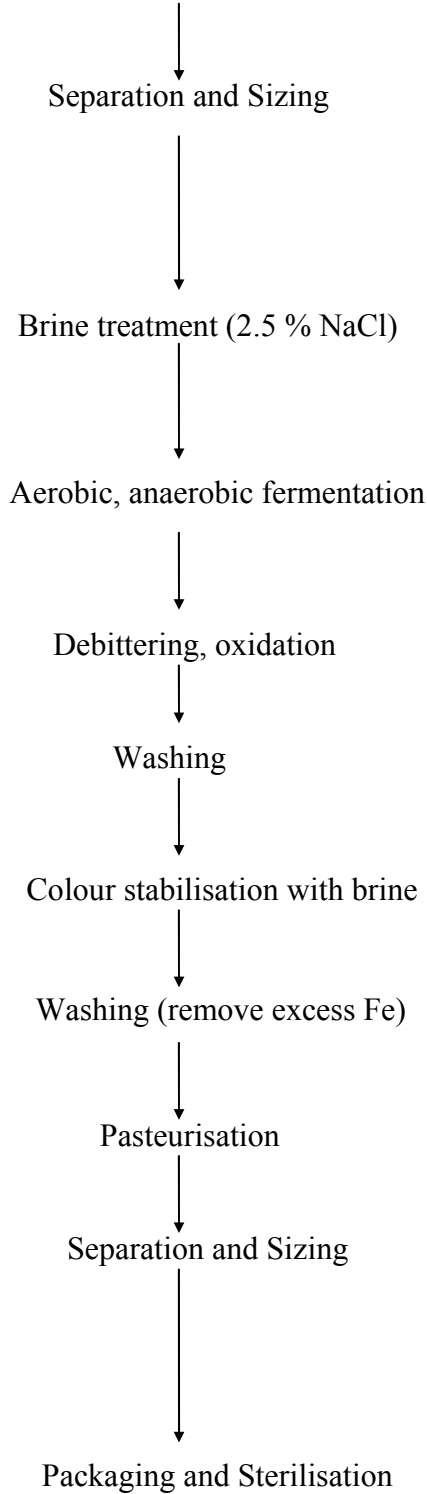 Separation and Sizing
Brine treatment (2.5 % NaCl)
Aerobic, anaerobic fermentation
Debittering, oxidation
Washing
Colour stabilisation with brine
Washing (remove excess Fe)
Pasteurisation
Separation and Sizing
Packaging and Sterilisation